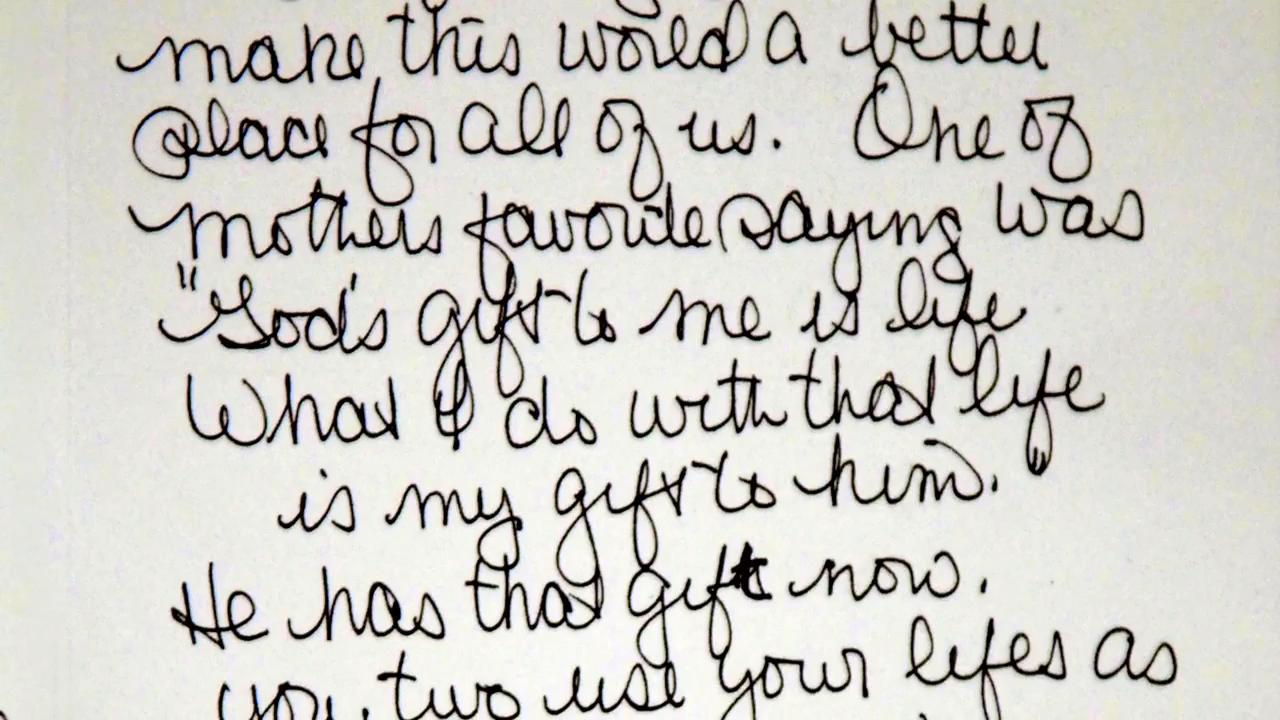 make this world a better
place for all of us. One of
mothers favorite saying was
"God's gift to me is life
What I do with that life
is my gift to him.
He has that gift now.
you, two use your lifes as